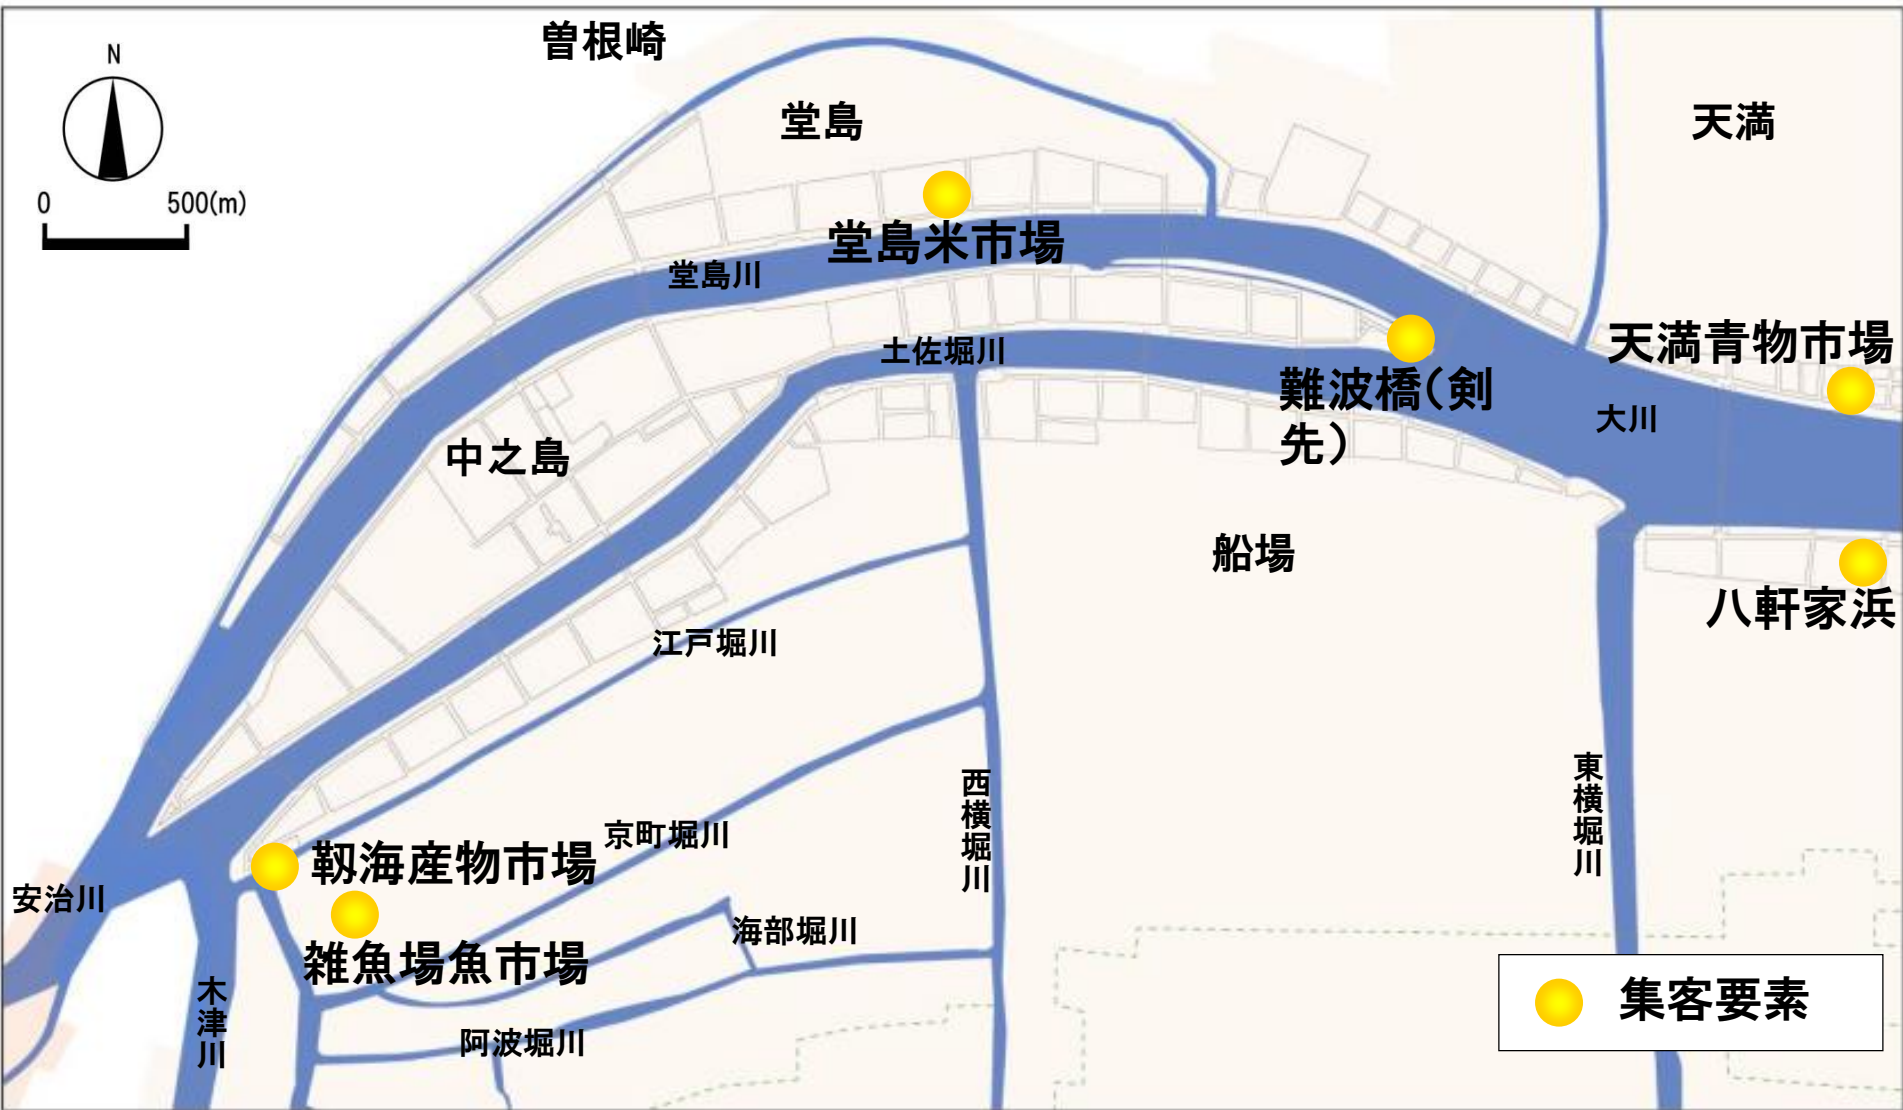 曽根崎
N
堂島
天満
0 500(m)
堂島米市場
堂島川
天満青物市場
土佐堀川
難波橋(剣
先)
大川
中之島
船場
八軒家浜
江戸堀川
西横堀川
東横堀川
京町堀川
靱海産物市場
安治川
海部堀川
雑魚場魚市場
木津川
集客要素
阿波堀川